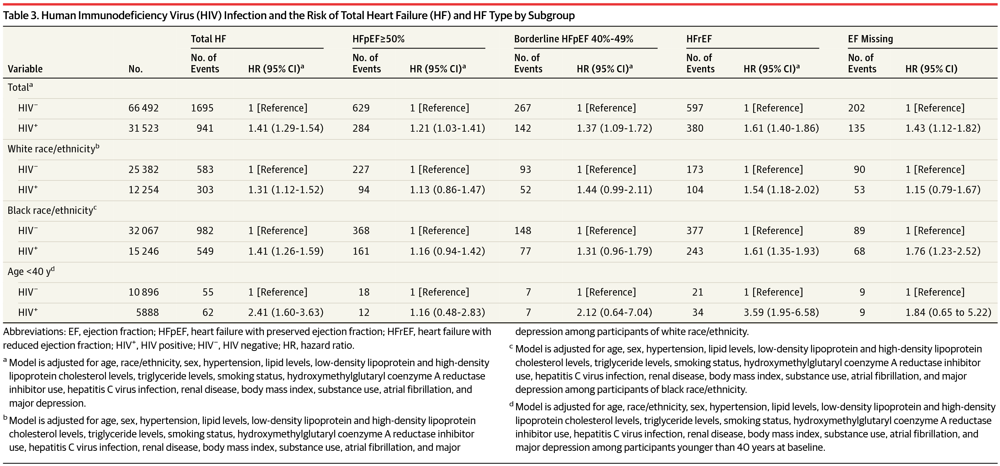 Table 3. Human Immunodeficiency Virus (HIV) Infection and the Risk of Total Heart Failure (HF) and HF Type by Subgroup
Total HF HFpEF≥50% Borderline HFpEF 40%-49% HFrEF EF Missing
Variable No. No. of Events HR (95% CI)a No. of Events HR (95% CI)a No. of Events HR (95% CI)a No. of Events HR (95% CI)a No. of Events HR (95% CI)
Totala
HIV− 66 492 1695 1 [Reference] 629 1 [Reference] 267 1 [Reference] 597 1 [Reference] 202 1 [Reference]
HIV+ 31 523 941 1.41 (1.29-1.54) 284 1.21 (1.03-1.41) 142 1.37 (1.09-1.72) 380 1.61 (1.40-1.86) 135 1.43 (1.12-1.82)
White race/ethnicityb
HIV− 25 382 583 1 [Reference] 227 1 [Reference] 93 1 [Reference] 173 1 [Reference] 90 1 [Reference]
HIV+ 12 254 303 1.31 (1.12-1.52) 94 1.13 (0.86-1.47) 52 1.44 (0.99-2.11) 104 1.54 (1.18-2.02) 53 1.15 (0.79-1.67)
Black race/ethnicityc
HIV− 32 067 982 1 [Reference] 368 1 [Reference] 148 1 [Reference] 377 1 [Reference] 89 1 [Reference]
HIV+ 15 246 549 1.41 (1.26-1.59) 161 1.16 (0.94-1.42) 77 1.31 (0.96-1.79) 243 1.61 (1.35-1.93) 68 1.76 (1.23-2.52)
Age <40 yd
HIV− 10 896 55 1 [Reference] 18 1 [Reference] 7 1 [Reference] 21 1 [Reference] 9 1 [Reference]
HIV+ 5888 62 2.41 (1.60-3.63) 12 1.16 (0.48-2.83) 7 2.12 (0.64-7.04) 34 3.59 (1.95-6.58) 9 1.84 (0.65 to 5.22)
Abbreviations: EF, ejection fraction; HFpEF, heart failure with preserved ejection fraction; HFrEF, heart failure with
reduced ejection fraction; HIV+, HIV positive; HIV−, HIV negative; HR, hazard ratio.
a Model is adjusted for age, race/ethnicity, sex, hypertension, lipid levels, low-density lipoprotein and high-density
lipoprotein cholesterol levels, triglyceride levels, smoking status, hydroxymethylglutaryl coenzyme A reductase
inhibitor use, hepatitis C virus infection, renal disease, body mass index, substance use, atrial fibrillation, and
major depression.
b Model is adjusted for age, sex, hypertension, lipid levels, low-density lipoprotein and high-density lipoprotein
cholesterol levels, triglyceride levels, smoking status, hydroxymethylglutaryl coenzyme A reductase inhibitor
use, hepatitis C virus infection, renal disease, body mass index, substance use, atrial fibrillation, and major
depression among participants of white race/ethnicity.
c Model is adjusted for age, sex, hypertension, lipid levels, low-density lipoprotein and high-density lipoprotein
cholesterol levels, triglyceride levels, smoking status, hydroxymethylglutaryl coenzyme A reductase inhibitor
use, hepatitis C virus infection, renal disease, body mass index, substance use, atrial fibrillation, and major
depression among participants of black race/ethnicity.
d Model is adjusted for age, race/ethnicity, sex, hypertension, lipid levels, low-density lipoprotein and high-density
lipoprotein cholesterol levels, triglyceride levels, smoking status, hydroxymethylglutaryl coenzyme A reductase
inhibitor use, hepatitis C virus infection, renal disease, body mass index, substance use, atrial fibrillation, and
major depression among participants younger than 40 years at baseline.